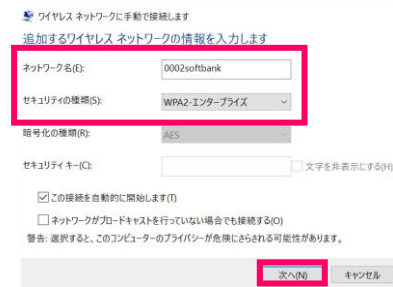 ワイヤレス ネットワークに手動で接続します
追加するワイヤレス ネットワークの情報を入力します
ネットワーク名(E): 0002softbank
セキュリティの種類(S): WPA2-エンタープライズ
暗号化の種類(R): AES
セキュリティ キー(C): 文字を非表示にする(H)
この接続を自動的に開始します(T)
ネットワークがブロードキャストを行っていない場合でも接続する(O)
警告: 選択すると、このコンピューターのプライバシーが危険にさらされる可能性があります。
次へ(N) キャンセル